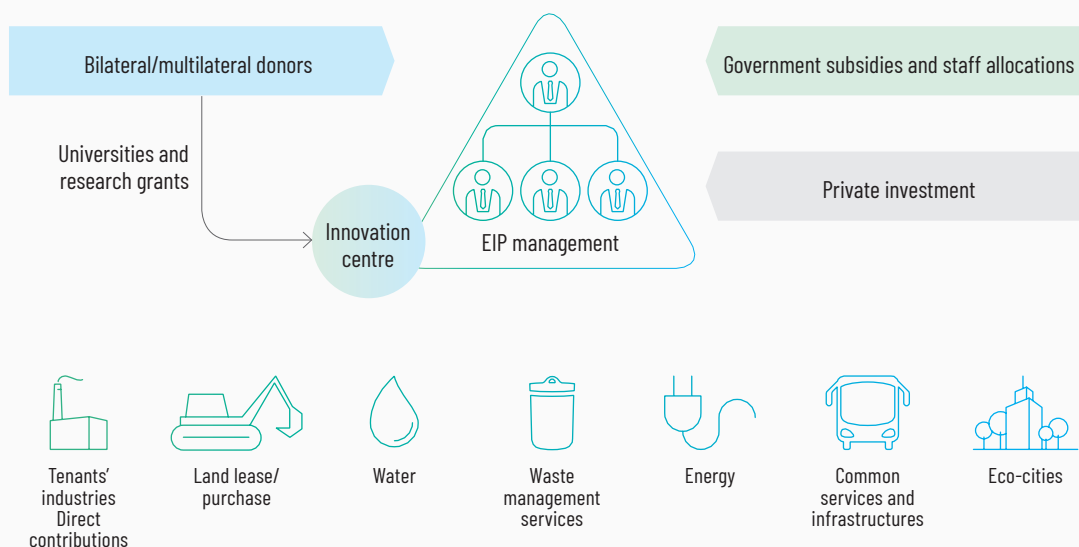 Bilateral/multilateral donors
Government subsidies and staff allocations
Universities and
research grants
Private investment
Innovation
centre
EIP management
Tenants’
industries
Direct
contributions
Land lease/
purchase
Water
Waste
management
services
Energy
Common
services and
infrastructures
Eco-cities